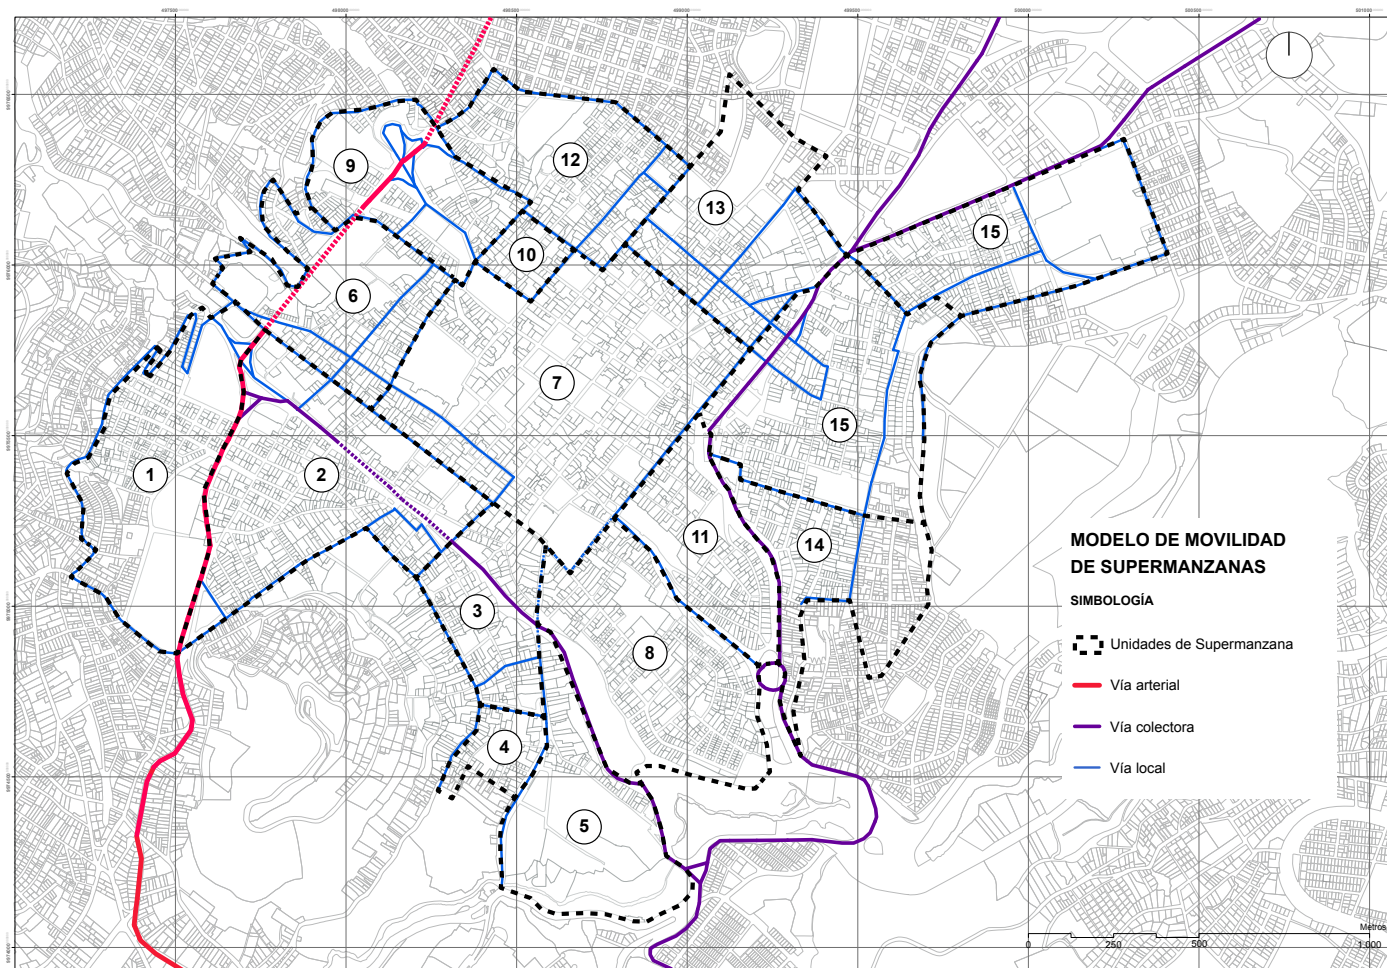 9
12
13
15
10
6
7
15
1
2
11
14
3
8
4
5
MODELO DE MOVILIDAD
DE SUPERMANZANAS
SIMBOLOGÍA
Unidades de Supermanzana
Vía arterial
Vía colectora
Vía local
Metros
0 250 500 1.000